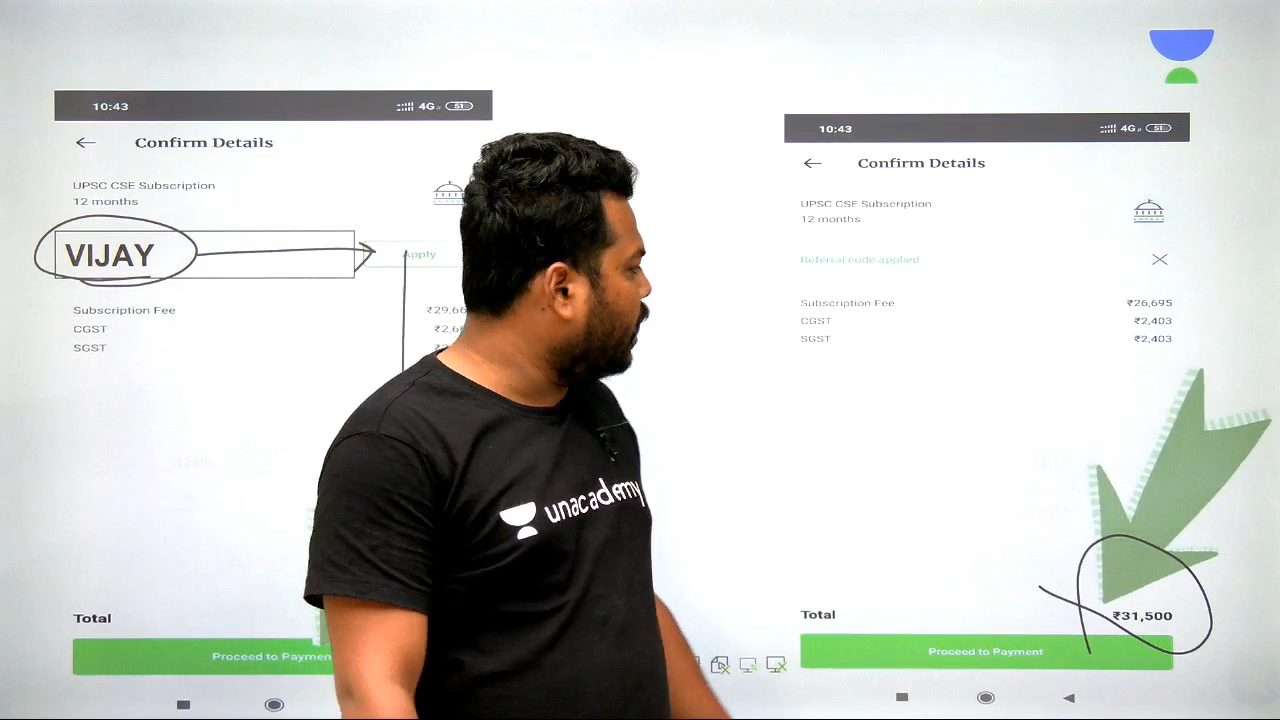 10:43
4G 51
Confirm Details
UPSC CSE Subscription
12 months
VIJAY
Apply
Subscription Fee
CGST
SGST
Total
Proceed to
unacademy
10:43
4G 51
Confirm Details
UPSC CSE Subscription
12 months
Referral code applied
Subscription Fee ₹26,695
CGST ₹2,403
SGST ₹2,403
Total ₹31,500
Proceed to Payment